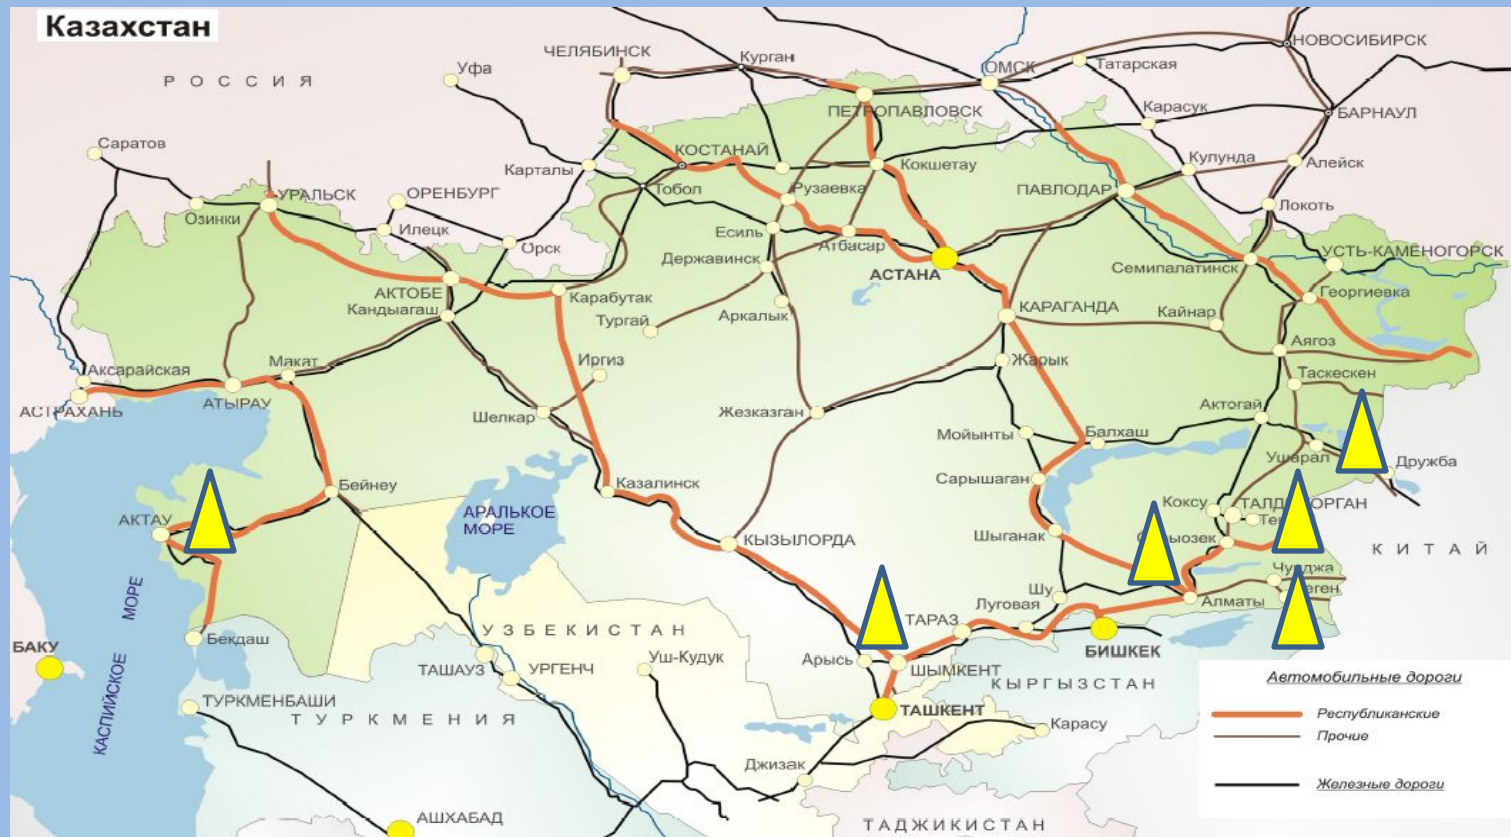 Казахстан
НОВОСИБИРСК
ЧЕЛЯБИНСК
Курган
Татарская
Уфа
ОМСК
РОССИЯ
ПЕТРОПАВЛОВСК
Карасук
БАРНАУЛ
Саратов
КОСТАНАЙ
Кокшетау
Кулунда
Алейск
Карталы
УРАЛЬСК
ОРЕНБУРГ
Тобол
Рузаевка
ПАВЛОДАР
Локоть
Озинки
Илецк
Орск
Есиль
Атбасар
УСТЬ-КАМЕНОГОРСК
Державинск
АСТАНА
Семипалатинск
АКТОБЕ
Карабутак
Георгиевка
Кандыагаш
Тургай
Аркалык
КАРАГАНДА
Кайнар
Аягоз
Макат
Иргиз
Жарык
Таскескен
Аксарайская
АСТРАХАНЬ
АТЫРАУ
Шелкар
Жезказган
Актогай
Мойынты
Балхаш
Ушарал
Дружба
Бейнеу
Казалинск
Сарышаган
АРАЛЬКОЕ
МОРЕ
Коксу
АКТАУ
КЫЗЫЛОРДА
Шыганак
КИТАЙ
МОРЕ
Шу
Алматы
Луговая
ТАРАЗ
УЗБЕКИСТАН
Бекдаш
БАКУ
БИШКЕК
КАСПИЙСКОЕ
ТАШАУЗ
УРГЕНЧ
Уш-Кудук
Арысь
ШЫМКЕНТ
КЫРГЫЗСТАН
ТУРКМЕНБАШИ
ТУРКМЕНИЯ
ТАШКЕНТ
Карасу
Джизак
АШХАБАД
ТАДЖИКИСТАН
Автомобильные дороги
Республиканские
Прочие
Железные дороги